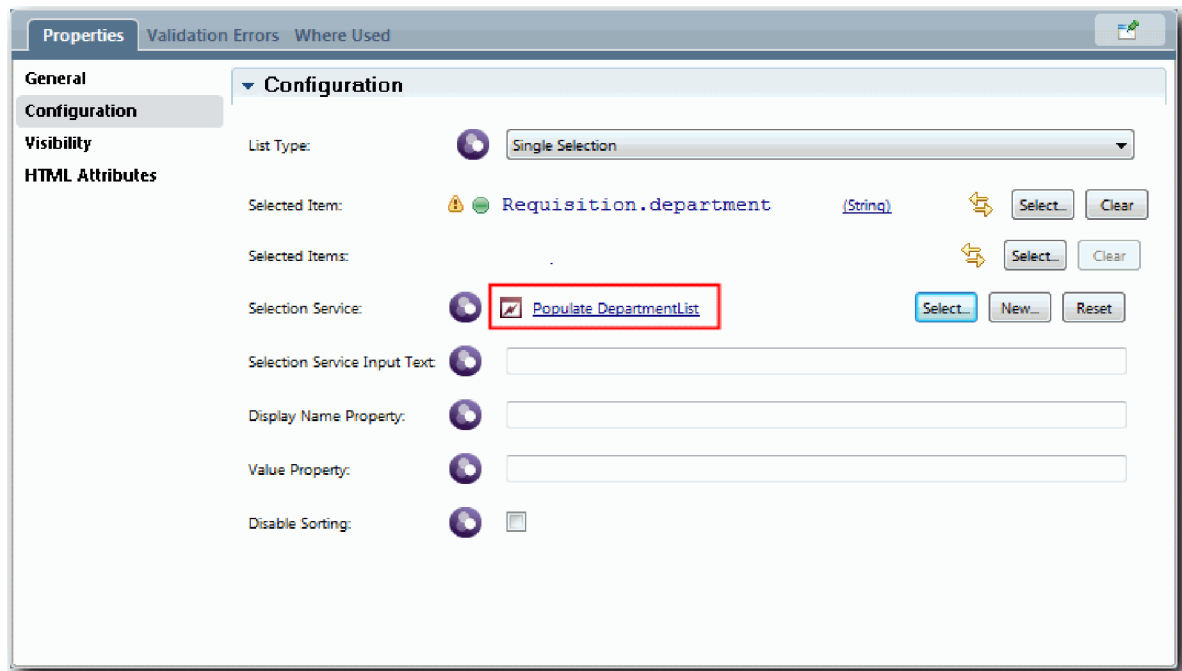 Properties Validation Errors Where Used
General
Configuration
Visibility
HTML Attributes
Configuration
List Type: Single Selection
Selected Item: Requisition.department (String) Select... Clear
Selected Items: . Select... Clear
Selection Service: Populate DepartmentList Select... New... Reset
Selection Service Input Text:
Display Name Property:
Value Property:
Disable Sorting: